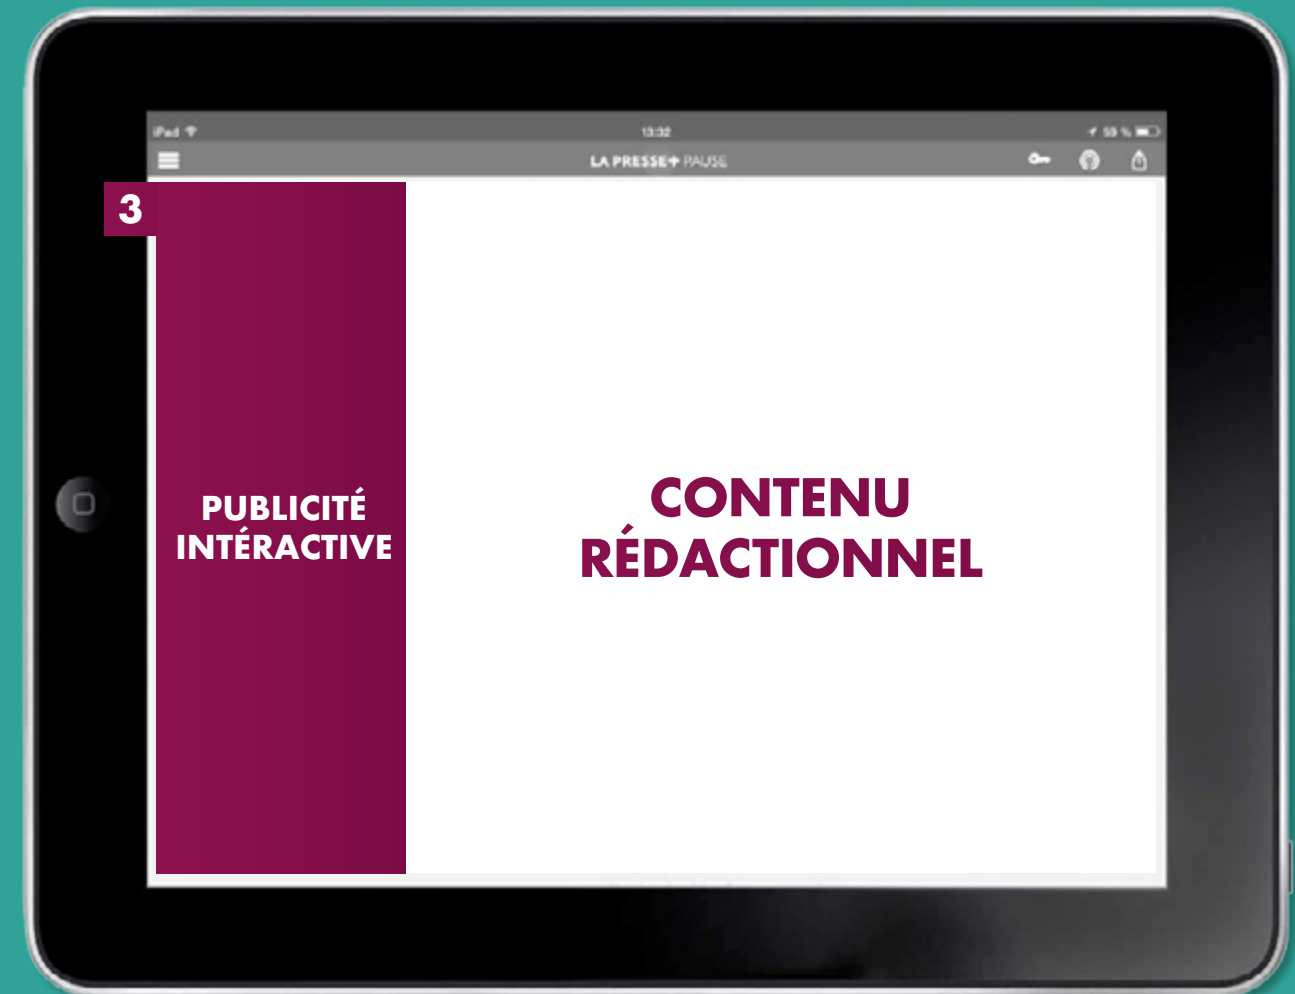 iPad
13:32
59 %
LA PRESSE+ PAUSE
3
PUBLICITÉ
INTÉRACTIVE
CONTENU
RÉDACTIONNEL